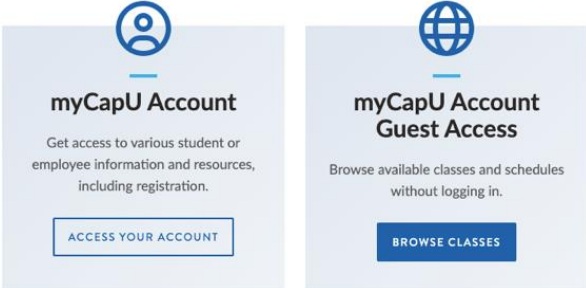 myCapU Account
Get access to various student or
employee information and resources,
including registration.
ACCESS YOUR ACCOUNT
myCapU Account
Guest Access
Browse available classes and schedules
without logging in.
BROWSE CLASSES